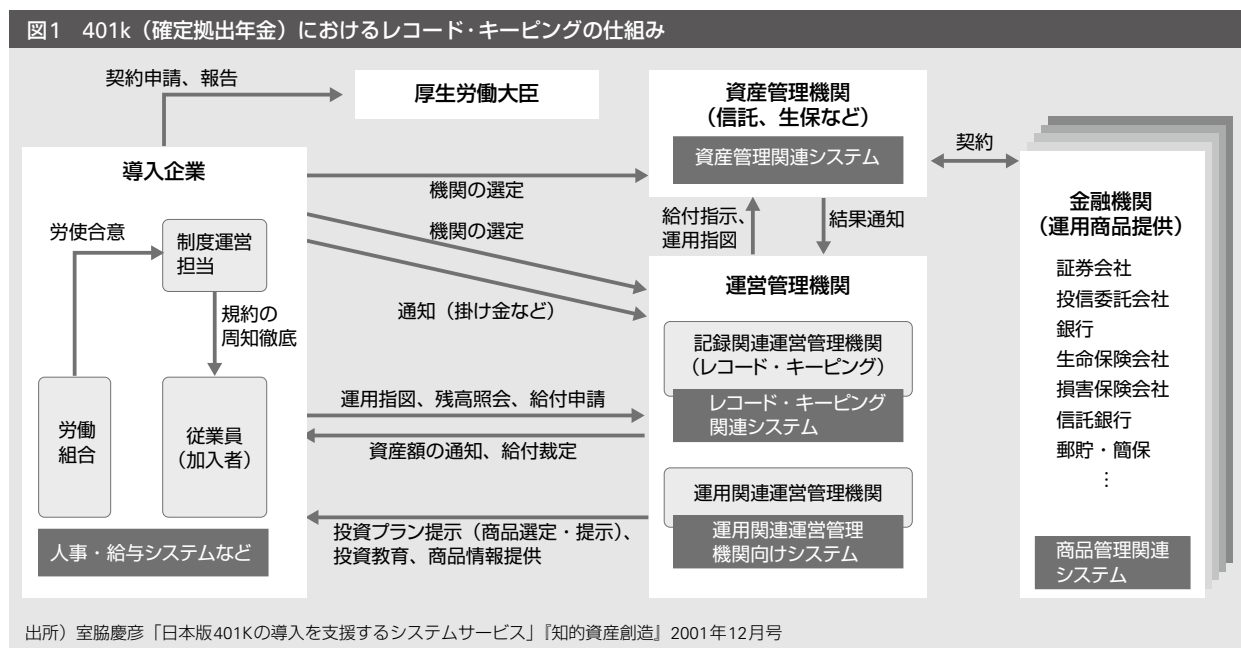 図1 401k（確定拠出年金）におけるレコード・キーピングの仕組み
契約申請、報告
厚生労働大臣
資産管理機関
（信託、生保など）
資産管理関連システム
契約
導入企業
機関の選定
機関の選定
通知（掛け金など）
労使合意
制度運営
担当
規約の
周知徹底
労働
組合
従業員
（加入者）
人事・給与システムなど
給付指示、
運用指図
結果通知
運営管理機関
記録関連運営管理機関
（レコード・キーピング）
レコード・キーピング
関連システム
運用指図、残高照会、給付申請
資産額の通知、給付裁定
運用関連運営管理機関
運用関連運営管理
機関向けシステム
投資プラン提示（商品選定・提示）、
投資教育、商品情報提供
金融機関
（運用商品提供）
証券会社
投信委託会社
銀行
生命保険会社
損害保険会社
信託銀行
郵貯・簡保
⋮
商品管理関連
システム
出所）室脇慶彦「日本版401Kの導入を支援するシステムサービス」『知的資産創造』2001年12月号